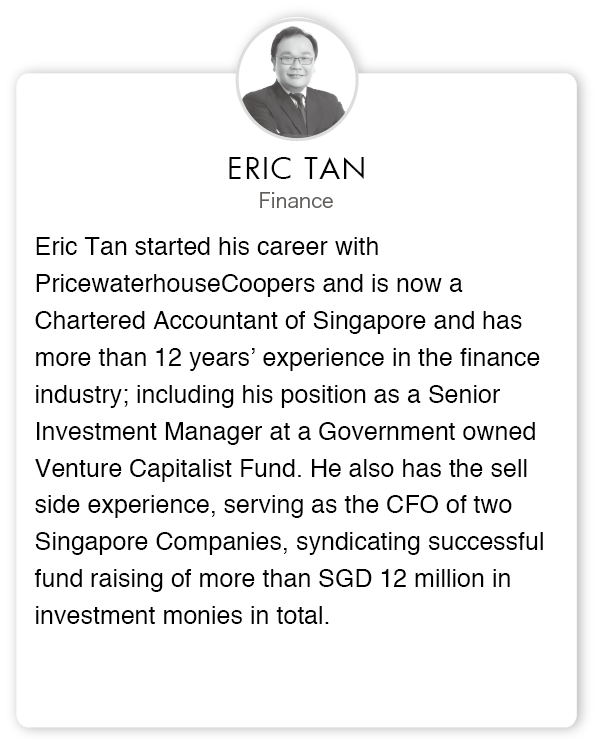 ERIC TAN
Finance
Eric Tan started his career with
PricewaterhouseCoopers and is now a
Chartered Accountant of Singapore and has
more than 12 years’ experience in the finance
industry; including his position as a Senior
Investment Manager at a Government owned
Venture Capitalist Fund. He also has the sell
side experience, serving as the CFO of two
Singapore Companies, syndicating successful
fund raising of more than SGD 12 million in
investment monies in total.